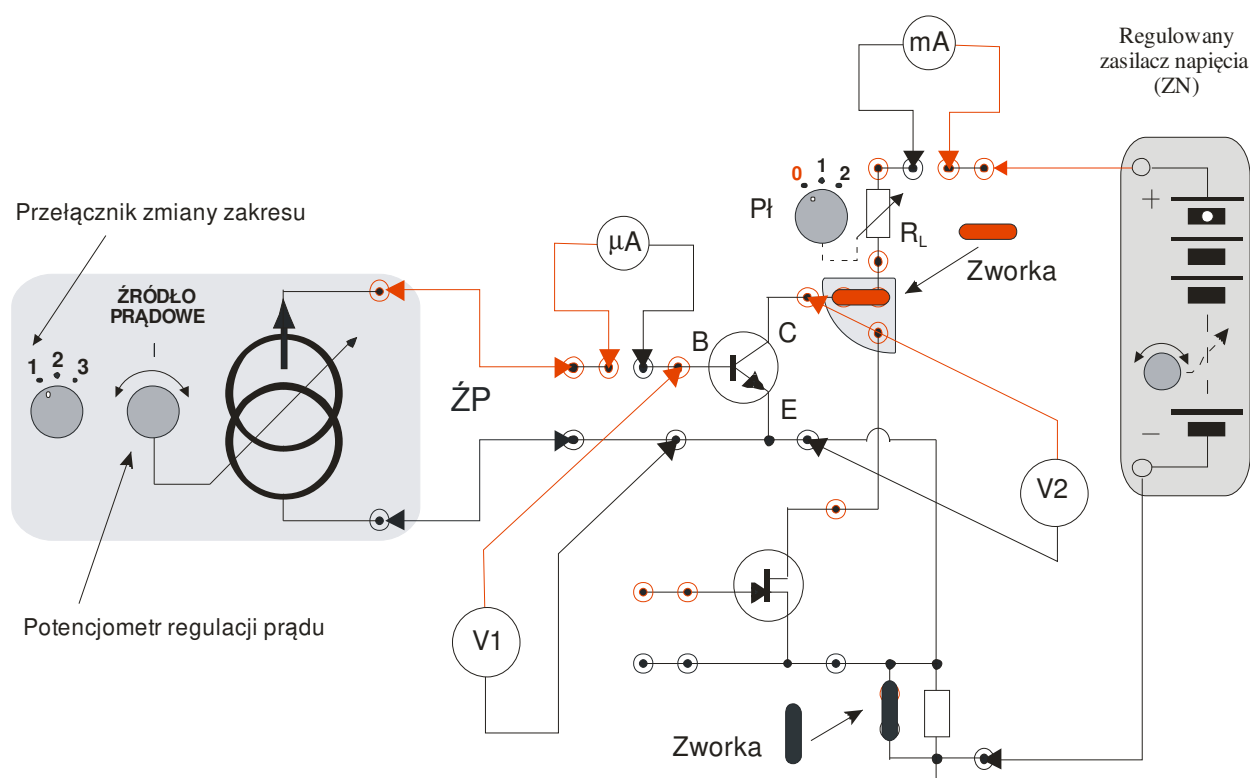 mA
Regulowany
zasilacz napięcia
(ZN)
0 1 2
Pł
+
R_L
Przełącznik zmiany zakresu
μA
Zworka
ŹRÓDŁO
PRĄDOWE
1 2 3
B
C
ŹP
E
–
V2
Potencjometr regulacji prądu
V1
Zworka